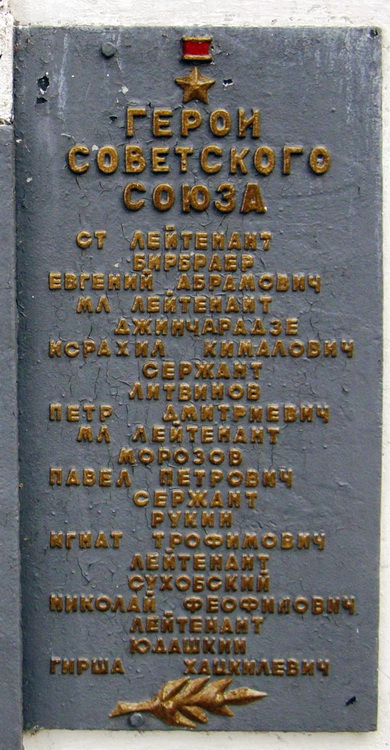 ГЕРОИ
СОВЕТСКОГО
СОЮЗА
СТ ЛЕЙТЕНАНТ
БИРБРАЕР
ЕВГЕНИЙ АБРАМОВИЧ
МЛ ЛЕЙТЕНАНТ
ДЖИНЧАРАДЗЕ
ИСРАХИЛ КИМАЛОВИЧ
СЕРЖАНТ
ЛИТВИНОВ
ПЕТР ДМИТРИЕВИЧ
МЛ ЛЕЙТЕНАНТ
МОРОЗОВ
ПАВЕЛ ПЕТРОВИЧ
СЕРЖАНТ
РУКИН
ИГНАТ ТРОФИМОВИЧ
ЛЕЙТЕНАНТ
СУХОБСКИЙ
НИКОЛАЙ ФЕОФИЛОВИЧ
ЛЕЙТЕНАНТ
ЮДАШКИН
ГИРША ХАЦКИЛЕВИЧ